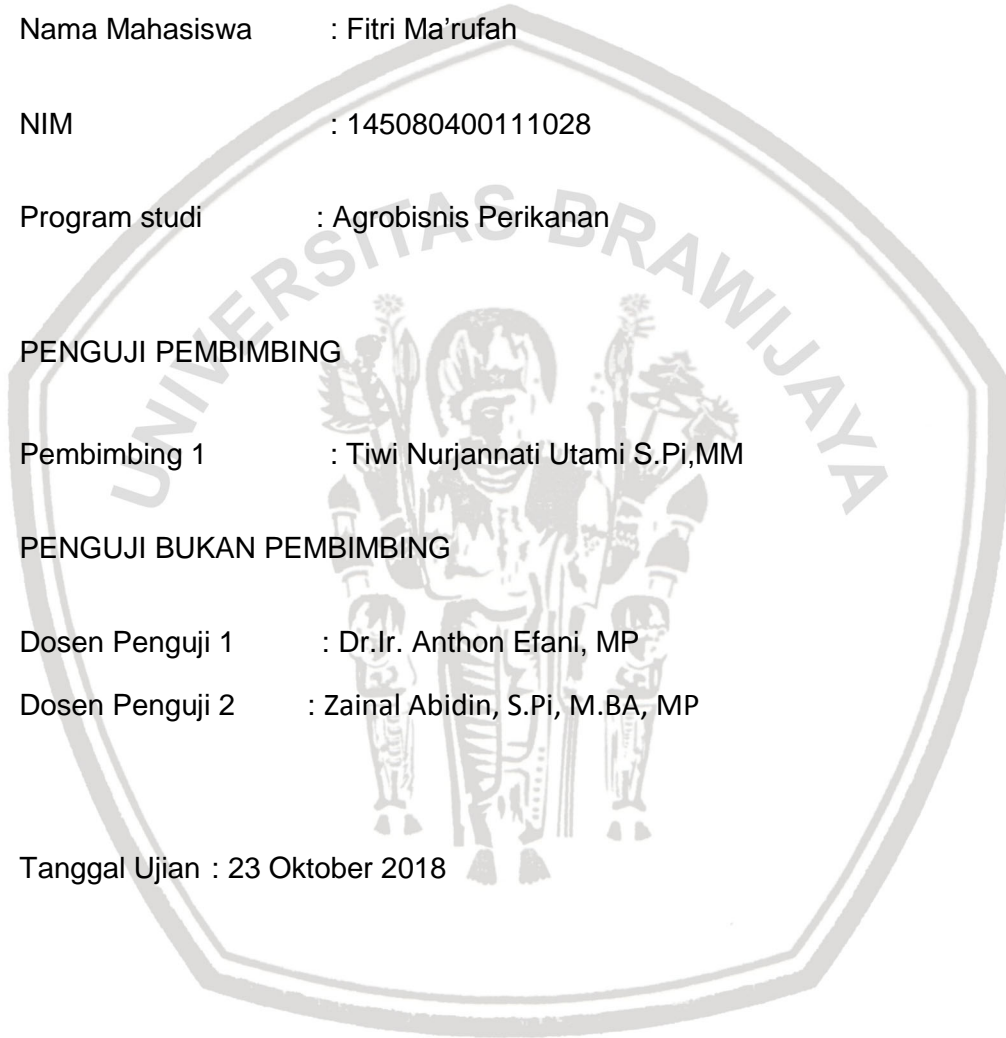 Nama Mahasiswa : Fitri Ma’rufah
NIM : 145080400111028
UNIVERSITAS BRAWIJAYA
Program studi : Agrobisnis Perikanan
PENGUJI PEMBIMBING
Pembimbing 1 : Tiwi Nurjannati Utami S.Pi,MM
PENGUJI BUKAN PEMBIMBING
Dosen Penguji 1 : Dr.Ir. Anthon Efani, MP
Dosen Penguji 2 : Zainal Abidin, S.Pi, M.BA, MP
Tanggal Ujian : 23 Oktober 2018